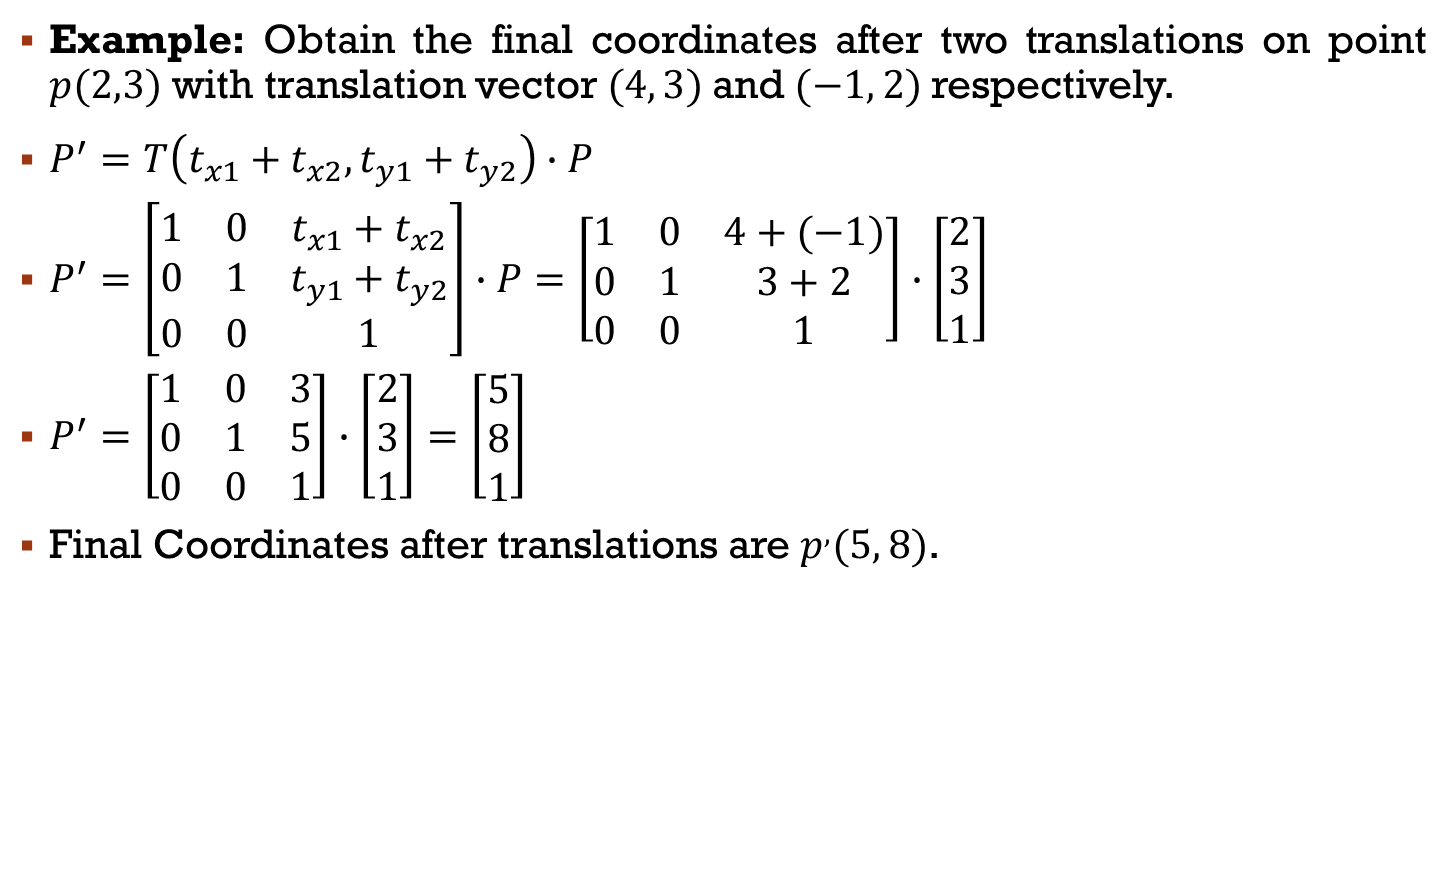 ▪ Example: Obtain the final coordinates after two translations on point
p(2,3) with translation vector (4, 3) and (−1, 2) respectively.
▪ P′ = T(tx1 + tx2, ty1 + ty2) · P
▪ P′ = [1 0 tx1 + tx2; 0 1 ty1 + ty2; 0 0 1] · P = [1 0 4 + (−1); 0 1 3 + 2; 0 0 1] · [2; 3; 1]
▪ P′ = [1 0 3; 0 1 5; 0 0 1] · [2; 3; 1] = [5; 8; 1]
▪ Final Coordinates after translations are p’(5, 8).